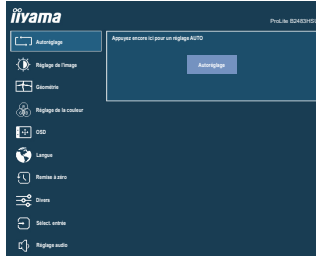 iiyama
ProLite B2483HSU
Autoréglage
Appuyez encore ici pour un réglage AUTO
Autoréglage
Réglage de l'image
Géométrie
Réglage de la couleur
OSD
Langue
Remise à zéro
Divers
Sélect. entrée
Réglage audio